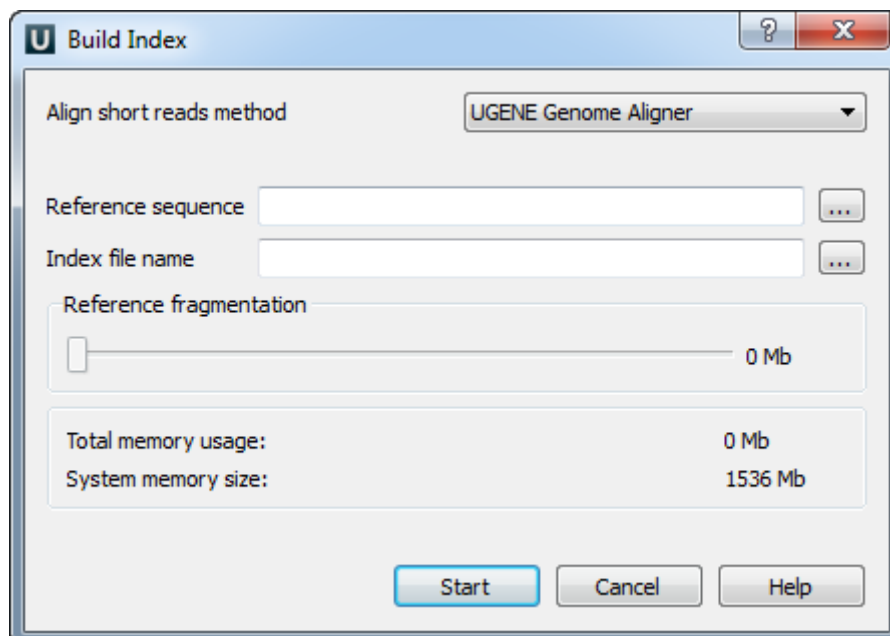 U Build Index ? X
Align short reads method UGENE Genome Aligner
Reference sequence ...
Index file name ...
Reference fragmentation
0 Mb
Total memory usage: 0 Mb
System memory size: 1536 Mb
Start Cancel Help